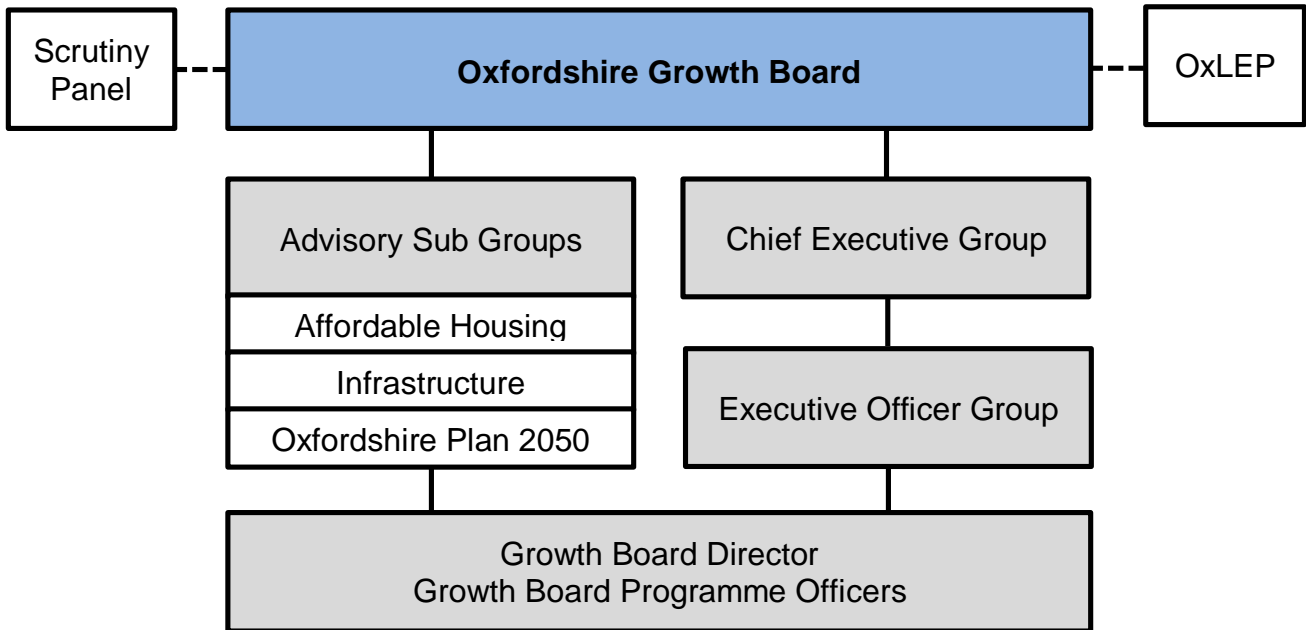 Scrutiny
Panel
Oxfordshire Growth Board
OxLEP
Advisory Sub Groups
Chief Executive Group
Affordable Housing
Infrastructure
Executive Officer Group
Oxfordshire Plan 2050
Growth Board Director
Growth Board Programme Officers